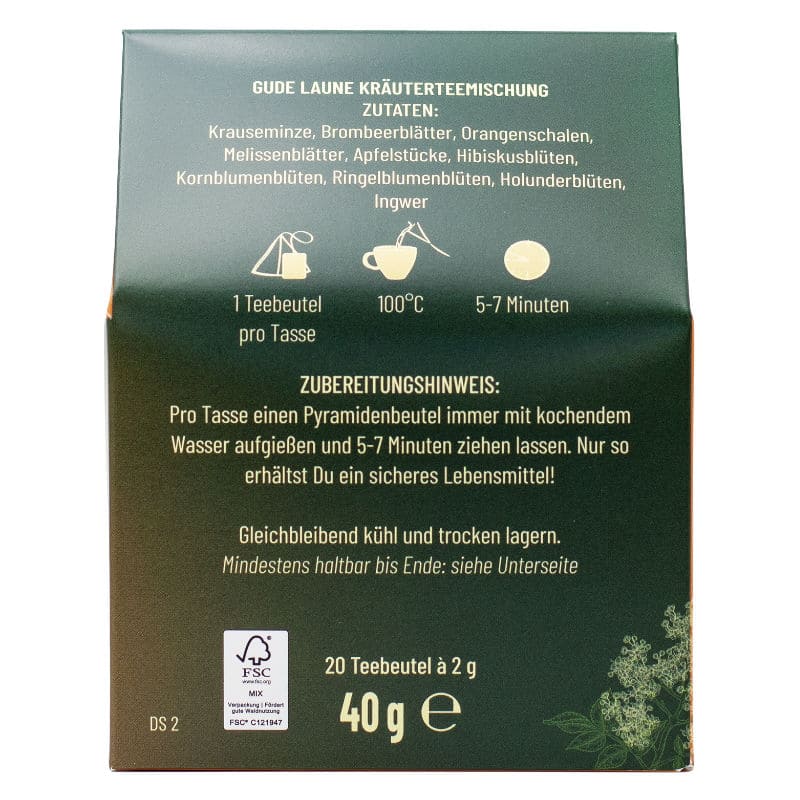 GUDE LAUNE KRÄUTERTEEMISCHUNG
ZUTATEN:
Krauseminze, Brombeerblätter, Orangenschalen,
Melissenblätter, Apfelstücke, Hibiskusblüten,
Kornblumenblüten, Ringelblumenblüten, Holunderblüten,
Ingwer
1 Teebeutel
pro Tasse
100°C
5-7 Minuten
ZUBEREITUNGSHINWEIS:
Pro Tasse einen Pyramidenbeutel immer mit kochendem
Wasser aufgießen und 5-7 Minuten ziehen lassen. Nur so
erhältst Du ein sicheres Lebensmittel!
Gleichbleibend kühl und trocken lagern.
Mindestens haltbar bis Ende: siehe Unterseite
FSC
www.fsc.org
MIX
Verpackung | Fördert
gute Waldnutzung
FSC® C121947
20 Teebeutel à 2 g
40 g ℮
DS 2